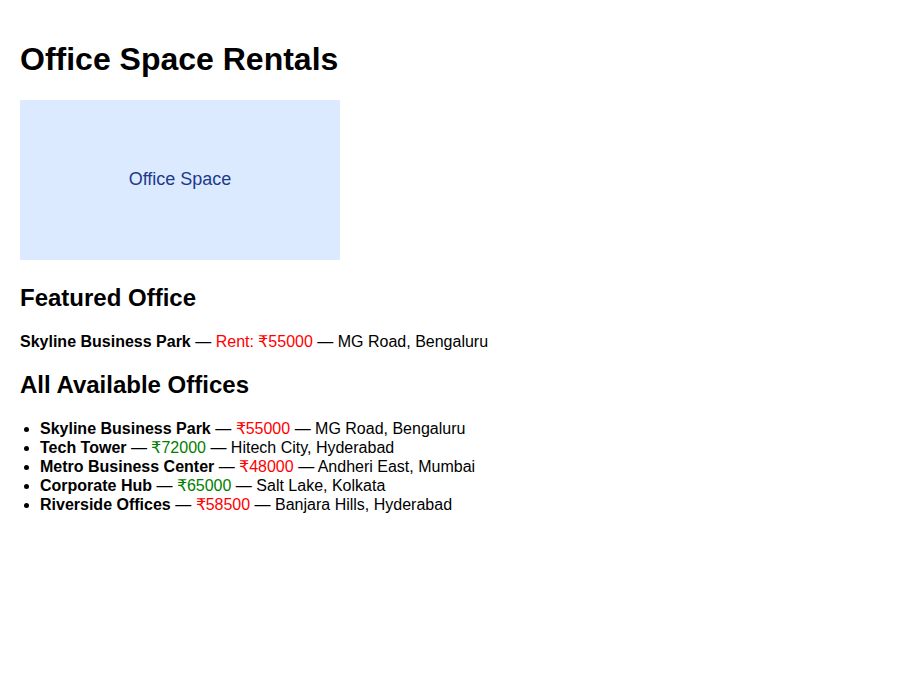 Office Space Rentals
Office Space
Featured Office
Skyline Business Park — Rent: ₹55000 — MG Road, Bengaluru
All Available Offices
Skyline Business Park — ₹55000 — MG Road, Bengaluru
Tech Tower — ₹72000 — Hitech City, Hyderabad
Metro Business Center — ₹48000 — Andheri East, Mumbai
Corporate Hub — ₹65000 — Salt Lake, Kolkata
Riverside Offices — ₹58500 — Banjara Hills, Hyderabad